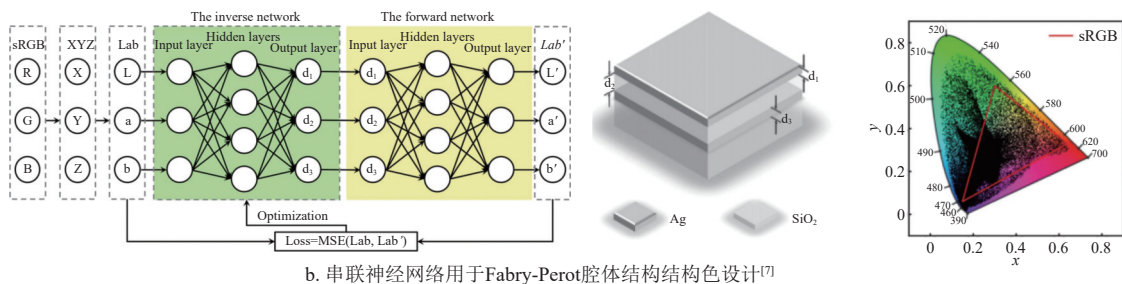 The inverse network
The forward network
sRGB
XYZ
Lab
Input layer
Hidden layers
Output layer
Input layer
Hidden layers
Output layer
Lab′
R
X
L
d₁
d₁
L′
G
Y
a
d₂
d₂
a′
B
Z
b
d₃
d₃
b′
Optimization
Loss=MSE(Lab, Lab′)
d₁
d₂
d₃
Ag
SiO₂
sRGB
520
510
540
560
500
580
600
620
700
490
480
470
460
390
0.8
0.6
0.4
0.2
0
y
0
0.2
0.4
0.6
0.8
x
b. 串联神经网络用于Fabry-Perot腔体结构结构色设计[7]